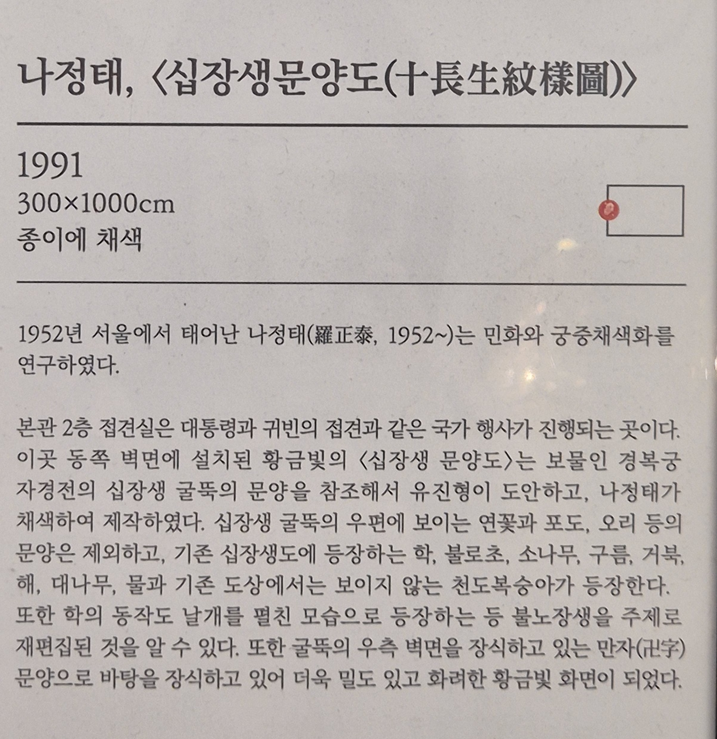 나정태, 〈십장생문양도(十長生紋樣圖)〉
1991
300×1000cm
종이에 채색
1952년 서울에서 태어난 나정태(羅正泰, 1952~)는 민화와 궁중채색화를
연구하였다.
본관 2층 접견실은 대통령과 귀빈의 접견과 같은 국가 행사가 진행되는 곳이다.
이곳 동쪽 벽면에 설치된 황금빛의 〈십장생 문양도〉는 보물인 경복궁
자경전의 십장생 굴뚝의 문양을 참조해서 유진형이 도안하고, 나정태가
채색하여 제작하였다. 십장생 굴뚝의 우편에 보이는 연꽃과 포도, 오리 등의
문양은 제외하고, 기존 십장생도에 등장하는 학, 불로초, 소나무, 구름, 거북,
해, 대나무, 물과 기존 도상에서는 보이지 않는 천도복숭아가 등장한다.
또한 학의 동작도 날개를 펼친 모습으로 등장하는 등 불노장생을 주제로
재편집된 것을 알 수 있다. 또한 굴뚝의 우측 벽면을 장식하고 있는 만자(卍字)
문양으로 바탕을 장식하고 있어 더욱 밀도 있고 화려한 황금빛 화면이 되었다.